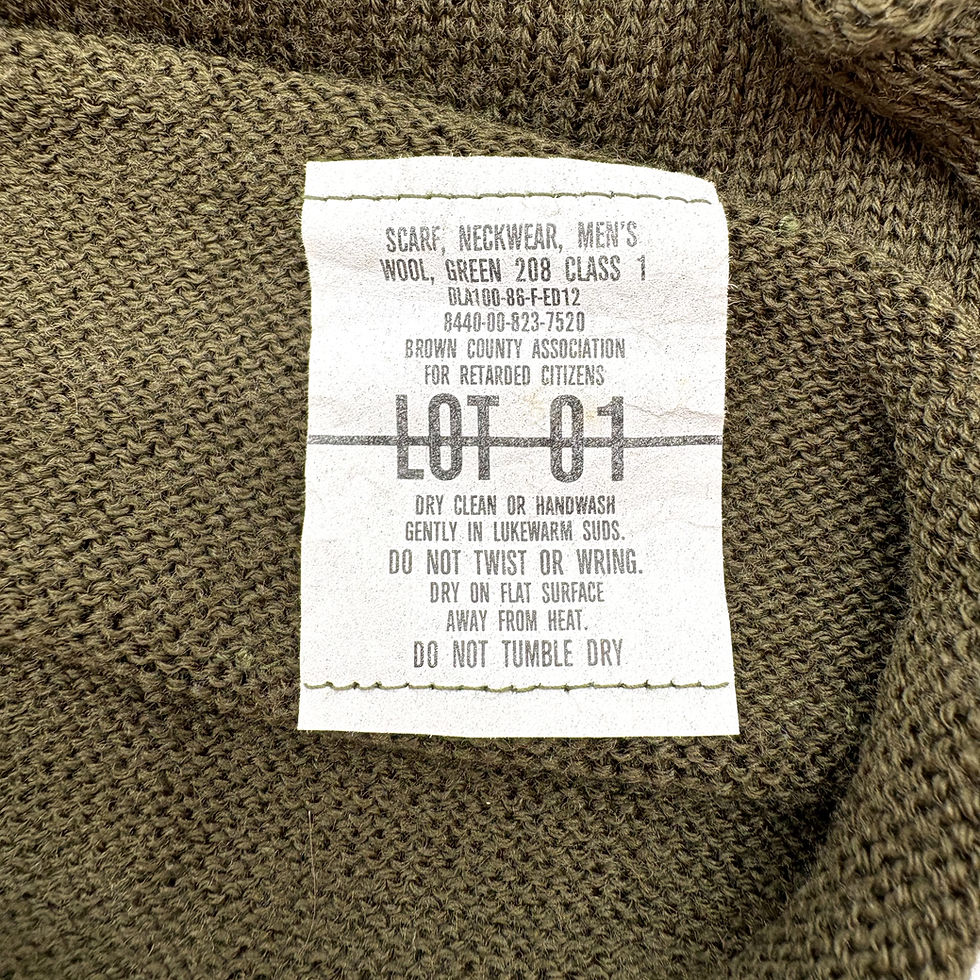 SCARF, NECKWEAR, MEN'S
WOOL, GREEN 208 CLASS 1
DLA100-86-F-ED12
8440-00-823-7520
BROWN COUNTY ASSOCIATION
FOR RETARDED CITIZENS
LOT 01
DRY CLEAN OR HANDWASH
GENTLY IN LUKEWARM SUDS.
DO NOT TWIST OR WRING.
DRY ON FLAT SURFACE
AWAY FROM HEAT.
DO NOT TUMBLE DRY